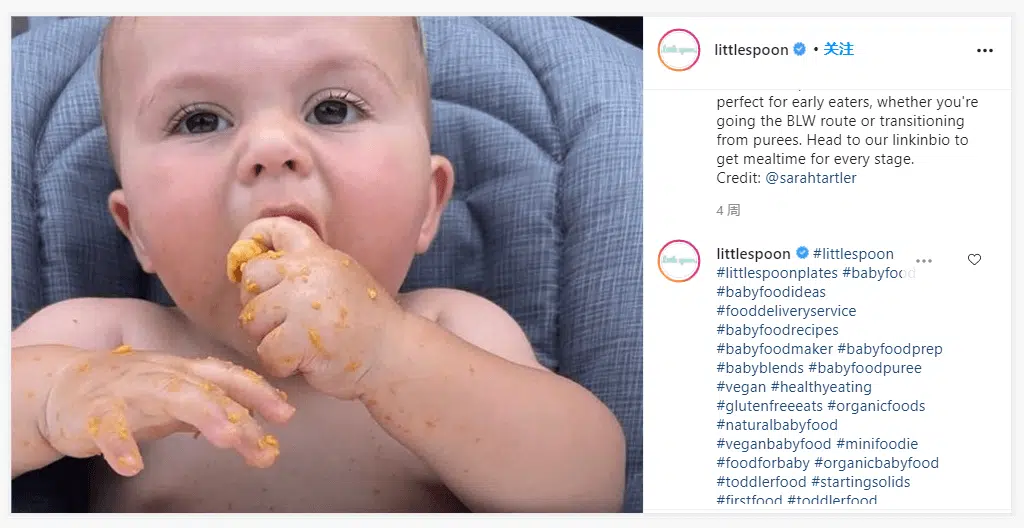 littlespoon • 关注
perfect for early eaters, whether you're
going the BLW route or transitioning
from purees. Head to our linkinbio to
get mealtime for every stage.
Credit: @sarahtartler
4 周
littlespoon #littlespoon
#littlespoonplates #babyfood
#babyfoodideas
#fooddeliveryservice
#babyfoodrecipes
#babyfoodmaker #babyfoodprep
#babyblends #babyfoodpuree
#vegan #healthyeating
#glutenfreeeats #organicfoods
#naturalbabyfood
#veganbabyfood #minifoodie
#foodforbaby #organicbabyfood
#toddlerfood #startingsolids
#firstfood #toddlerfood